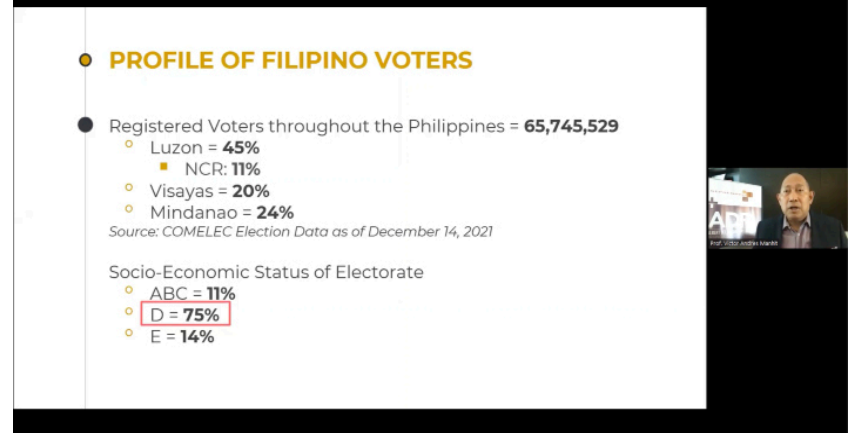 PROFILE OF FILIPINO VOTERS
Registered Voters throughout the Philippines = 65,745,529
Luzon = 45%
NCR: 11%
Visayas = 20%
Mindanao = 24%
Source: COMELEC Election Data as of December 14, 2021
Socio-Economic Status of Electorate
ABC = 11%
D = 75%
E = 14%
AD
Prof. Victor Andres Manhit